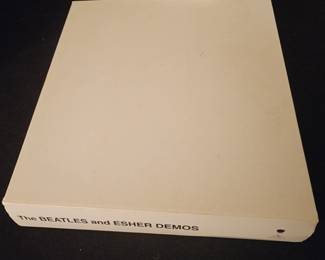 The BEATLES and ESHER DEMOS